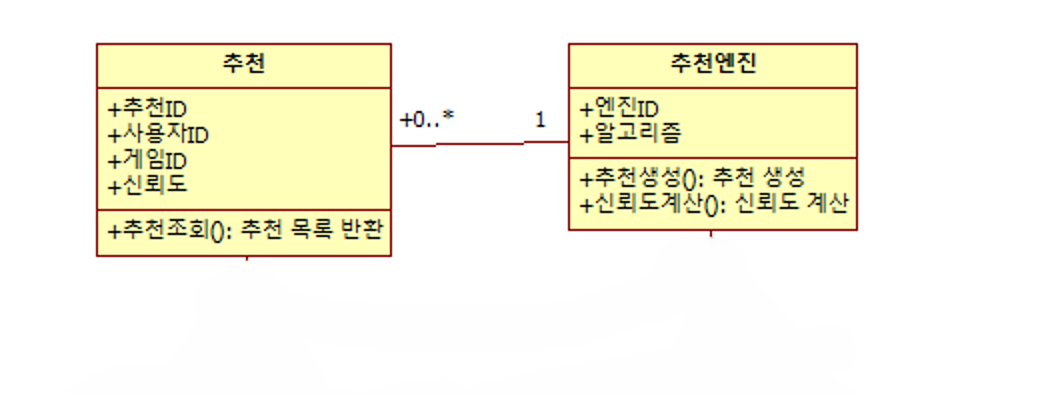 추천
+추천ID
+사용자ID
+게임ID
+신뢰도
+추천조회(): 추천 목록 반환
+0..*
1
추천엔진
+엔진ID
+알고리즘
+추천생성(): 추천 생성
+신뢰도계산(): 신뢰도 계산